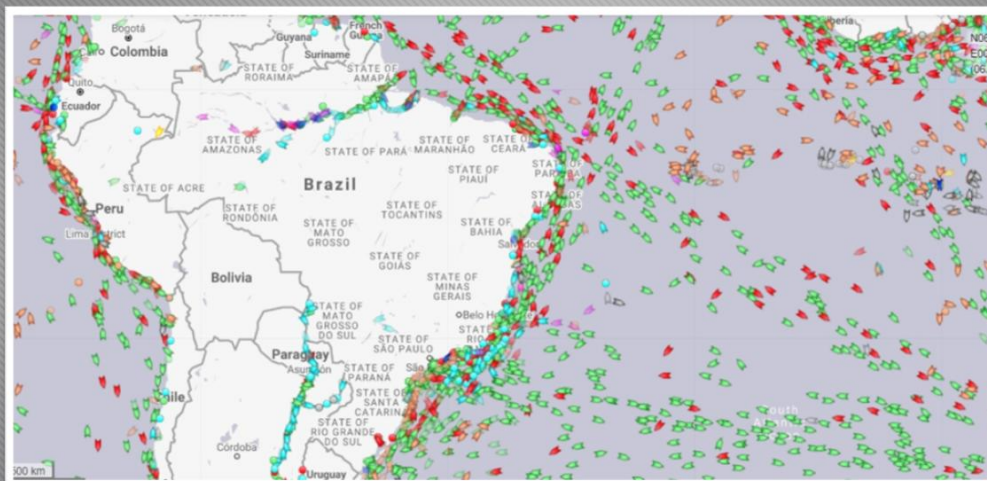 Bogotá
Colombia
Guyana
French
Suriname
STATE OF
RORAIMA
STATE OF
AMAPÁ
Quito
Ecuador
STATE OF
AMAZONAS
STATE OF PARÁ
STATE OF
MARANHÃO
STATE OF
CEARÁ
STATE OF
PIAUÍ
STATE OF ACRE
Brazil
Peru
STATE OF
RONDÔNIA
STATE OF
TOCANTINS
STATE OF
MATO
GROSSO
STATE OF
BAHIA
Lima
STATE OF
GOIÁS
Bolivia
STATE OF
MINAS
GERAIS
STATE OF
MATO
GROSSO
DO SUL
STATE OF
SÃO PAULO
Paraguay
STATE OF
PARANÁ
STATE
SANTA
CATARIN
STATE OF
RIO GRANDE
DO SUL
Córdoba
Uruguay
500 km